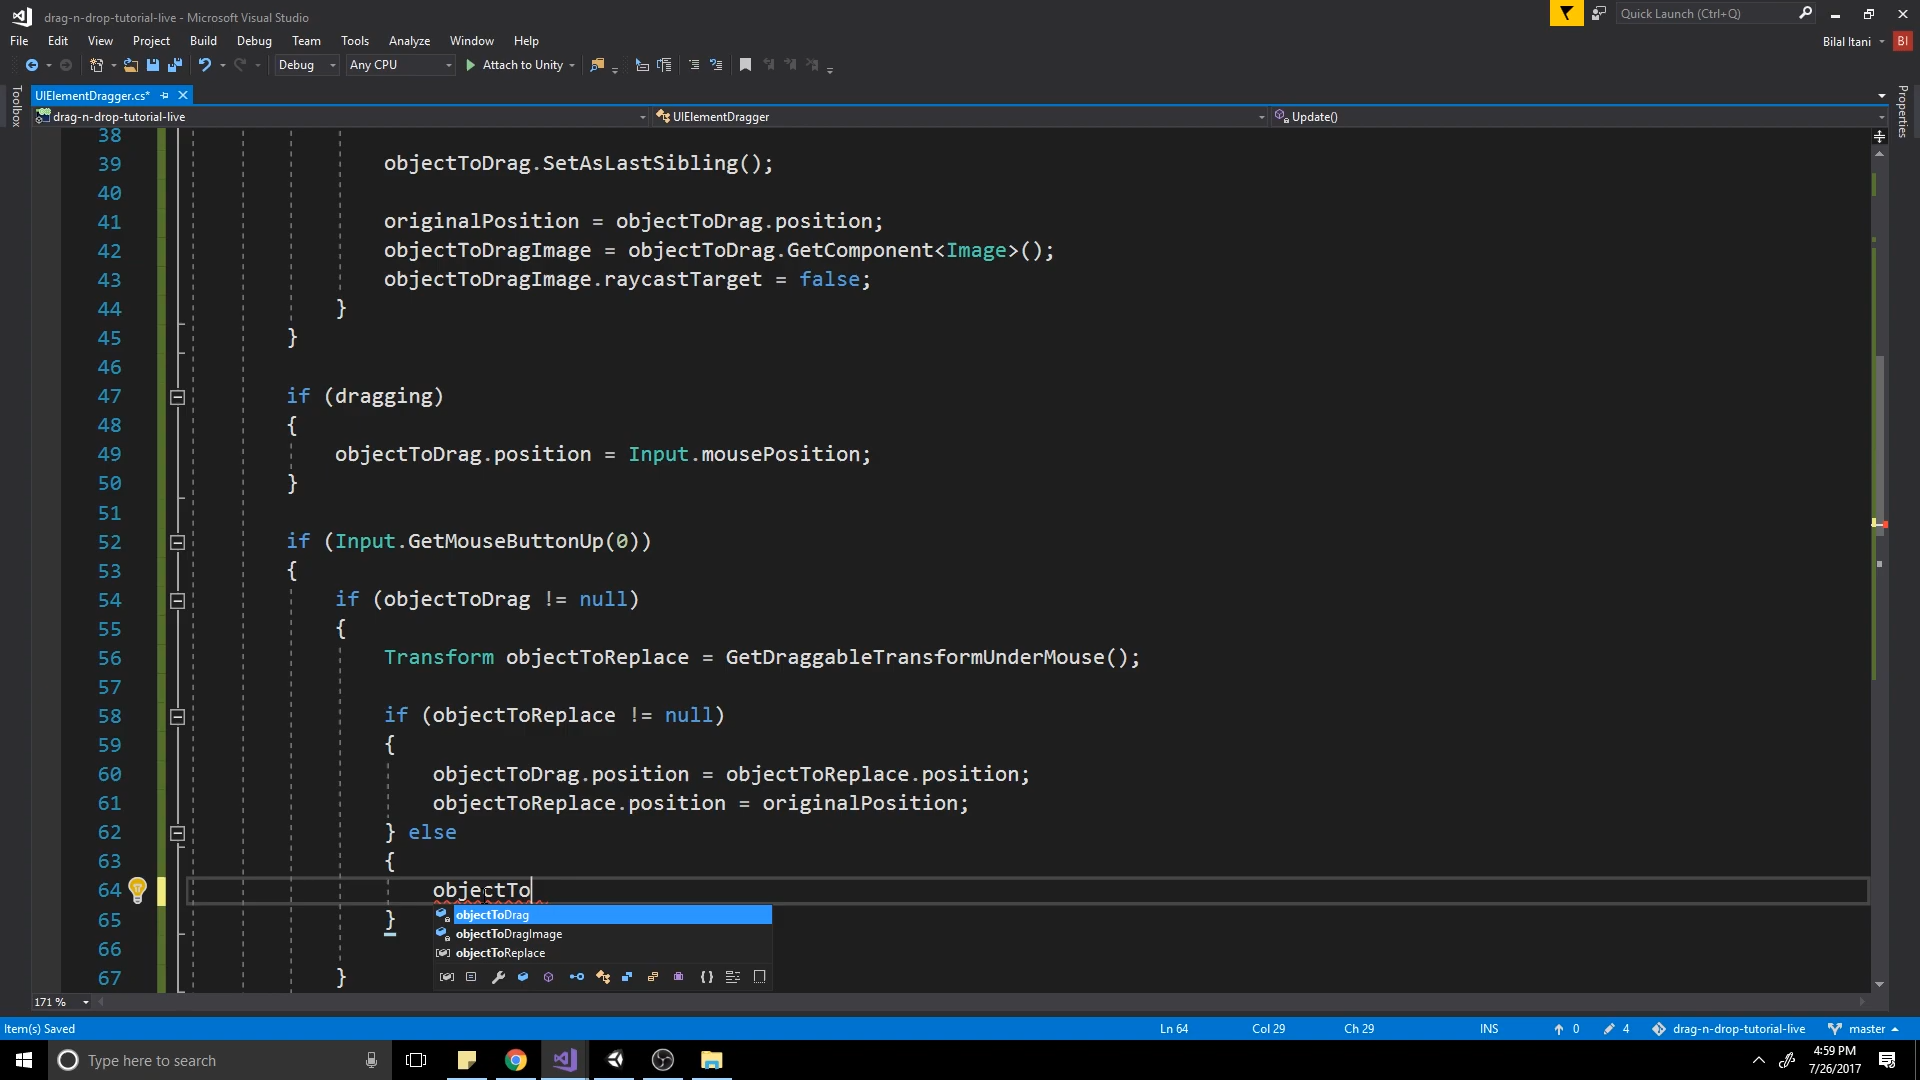 drag-n-drop-tutorial-live - Microsoft Visual Studio
Quick Launch (Ctrl+Q)
File Edit View Project Build Debug Team Tools Analyze Window Help
Bilal Itani BI
Debug Any CPU Attach to Unity
Toolbox
UIElementDragger.cs*
Properties
drag-n-drop-tutorial-live UIElementDragger Update()
38
39 objectToDrag.SetAsLastSibling();
40
41 originalPosition = objectToDrag.position;
42 objectToDragImage = objectToDrag.GetComponent<Image>();
43 objectToDragImage.raycastTarget = false;
44 }
45 }
46
47 if (dragging)
48 {
49 objectToDrag.position = Input.mousePosition;
50 }
51
52 if (Input.GetMouseButtonUp(0))
53 {
54 if (objectToDrag != null)
55 {
56 Transform objectToReplace = GetDraggableTransformUnderMouse();
57
58 if (objectToReplace != null)
59 {
60 objectToDrag.position = objectToReplace.position;
61 objectToReplace.position = originalPosition;
62 } else
63 {
64 objectTo
65 }
66
67 }
objectToDrag
objectToDragImage
objectToReplace
171 %
Item(s) Saved Ln 64 Col 29 Ch 29 INS 0 4 drag-n-drop-tutorial-live master
Type here to search
4:59 PM
7/26/2017